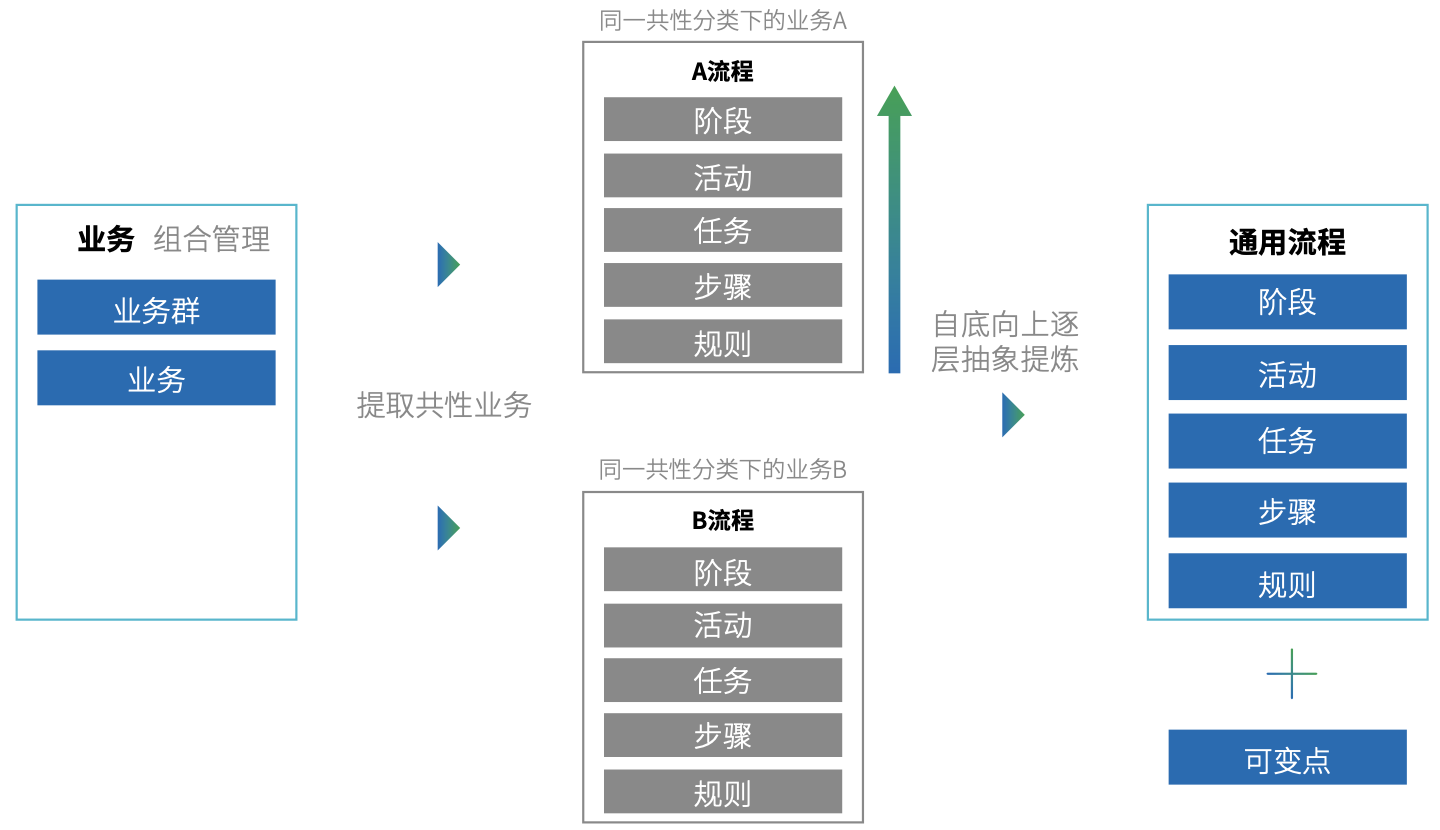 业务 组合管理
业务群
业务
提取共性业务
同一共性分类下的业务A
A流程
阶段
活动
任务
步骤
规则
同一共性分类下的业务B
B流程
阶段
活动
任务
步骤
规则
自底向上逐
层抽象提炼
通用流程
阶段
活动
任务
步骤
规则
可变点